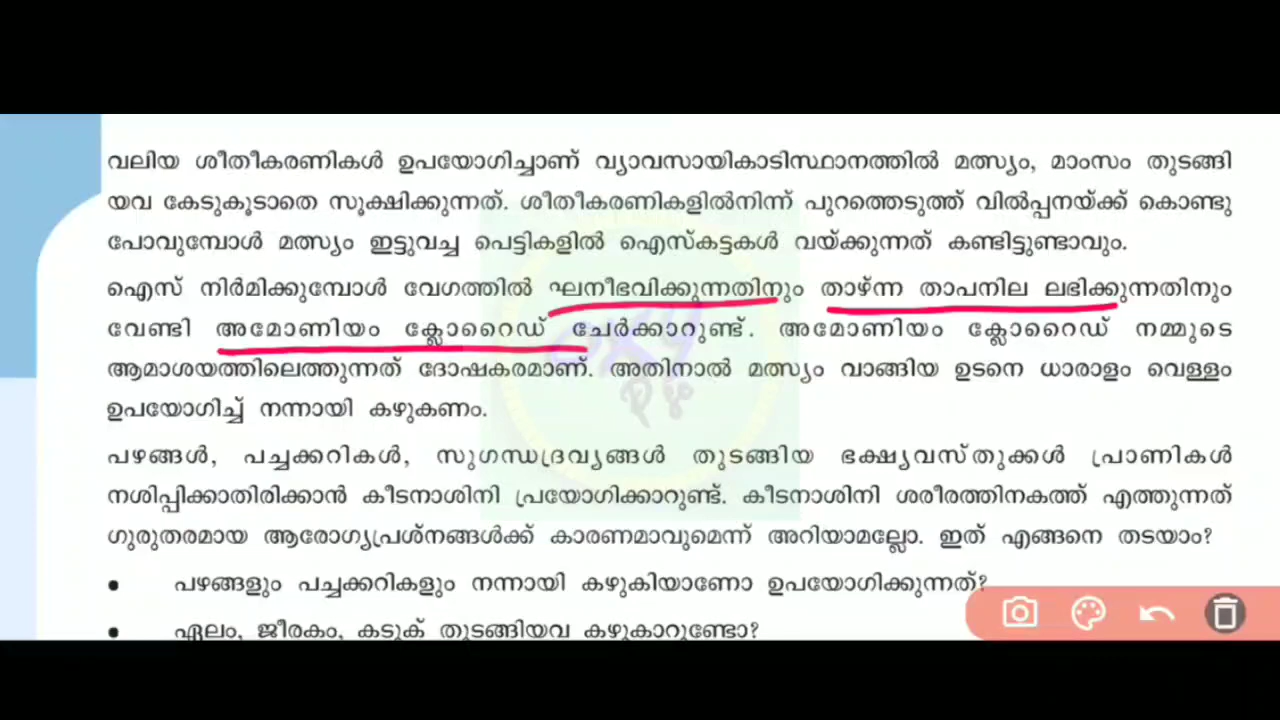 വലിയ ശീതീകരണികൾ ഉപയോഗിച്ചാണ് വ്യാവസായികാടിസ്ഥാനത്തിൽ മത്സ്യം, മാംസം തുടങ്ങി
യവ കേടുകൂടാതെ സൂക്ഷിക്കുന്നത്. ശീതീകരണികളിൽനിന്ന് പുറത്തെടുത്ത് വിൽപ്പനയ്ക്ക് കൊണ്ടു
പോവുമ്പോൾ മത്സ്യം ഇട്ടുവച്ച പെട്ടികളിൽ ഐസ്കട്ടകൾ വയ്ക്കുന്നത് കണ്ടിട്ടുണ്ടാവും.
ഐസ് നിർമിക്കുമ്പോൾ വേഗത്തിൽ ഘനീഭവിക്കുന്നതിനും താഴ്ന്ന താപനില ലഭിക്കുന്നതിനും
വേണ്ടി അമോണിയം ക്ലോറൈഡ് ചേർക്കാറുണ്ട്. അമോണിയം ക്ലോറൈഡ് നമ്മുടെ
ആമാശയത്തിലെത്തുന്നത് ദോഷകരമാണ്. അതിനാൽ മത്സ്യം വാങ്ങിയ ഉടനെ ധാരാളം വെള്ളം
ഉപയോഗിച്ച് നന്നായി കഴുകണം.
പഴങ്ങൾ, പച്ചക്കറികൾ, സുഗന്ധദ്രവ്യങ്ങൾ തുടങ്ങിയ ഭക്ഷ്യവസ്തുക്കൾ പ്രാണികൾ
നശിപ്പിക്കാതിരിക്കാൻ കീടനാശിനി പ്രയോഗിക്കാറുണ്ട്. കീടനാശിനി ശരീരത്തിനകത്ത് എത്തുന്നത്
ഗുരുതരമായ ആരോഗ്യപ്രശ്നങ്ങൾക്ക് കാരണമാവുമെന്ന് അറിയാമല്ലോ. ഇത് എങ്ങനെ തടയാം?
• പഴങ്ങളും പച്ചക്കറികളും നന്നായി കഴുകിയാണോ ഉപയോഗിക്കുന്നത്?
• ഏലം, ജീരകം, കടുക് തുടങ്ങിയവ കഴുകാറുണ്ടോ?